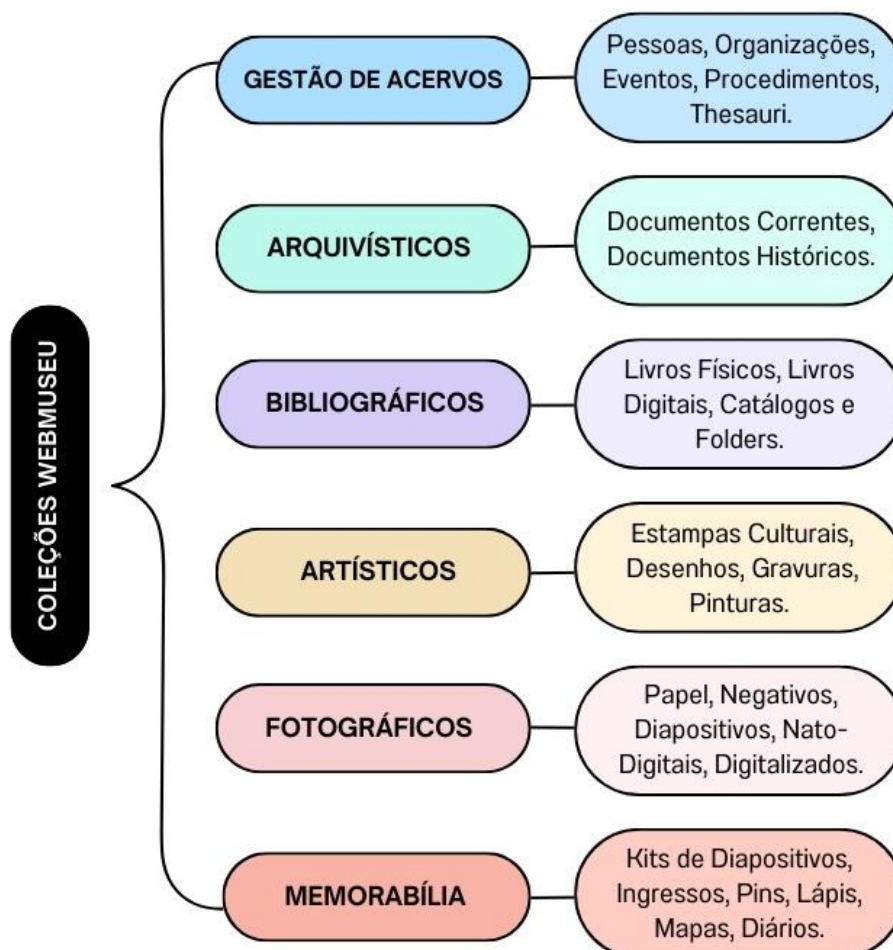 COLEÇÕES WEBMUSEU
GESTÃO DE ACERVOS
Pessoas, Organizações,
Eventos, Procedimentos,
Thesauri.
ARQUIVÍSTICOS
Documentos Correntes,
Documentos Históricos.
BIBLIOGRÁFICOS
Livros Físicos, Livros
Digitais, Catálogos e
Folders.
ARTÍSTICOS
Estampas Culturais,
Desenhos, Gravuras,
Pinturas.
FOTOGRÁFICOS
Papel, Negativos,
Diapositivos, Nato-
Digitais, Digitalizados.
MEMORABÍLIA
Kits de Diapositivos,
Ingressos, Pins, Lápis,
Mapas, Diários.